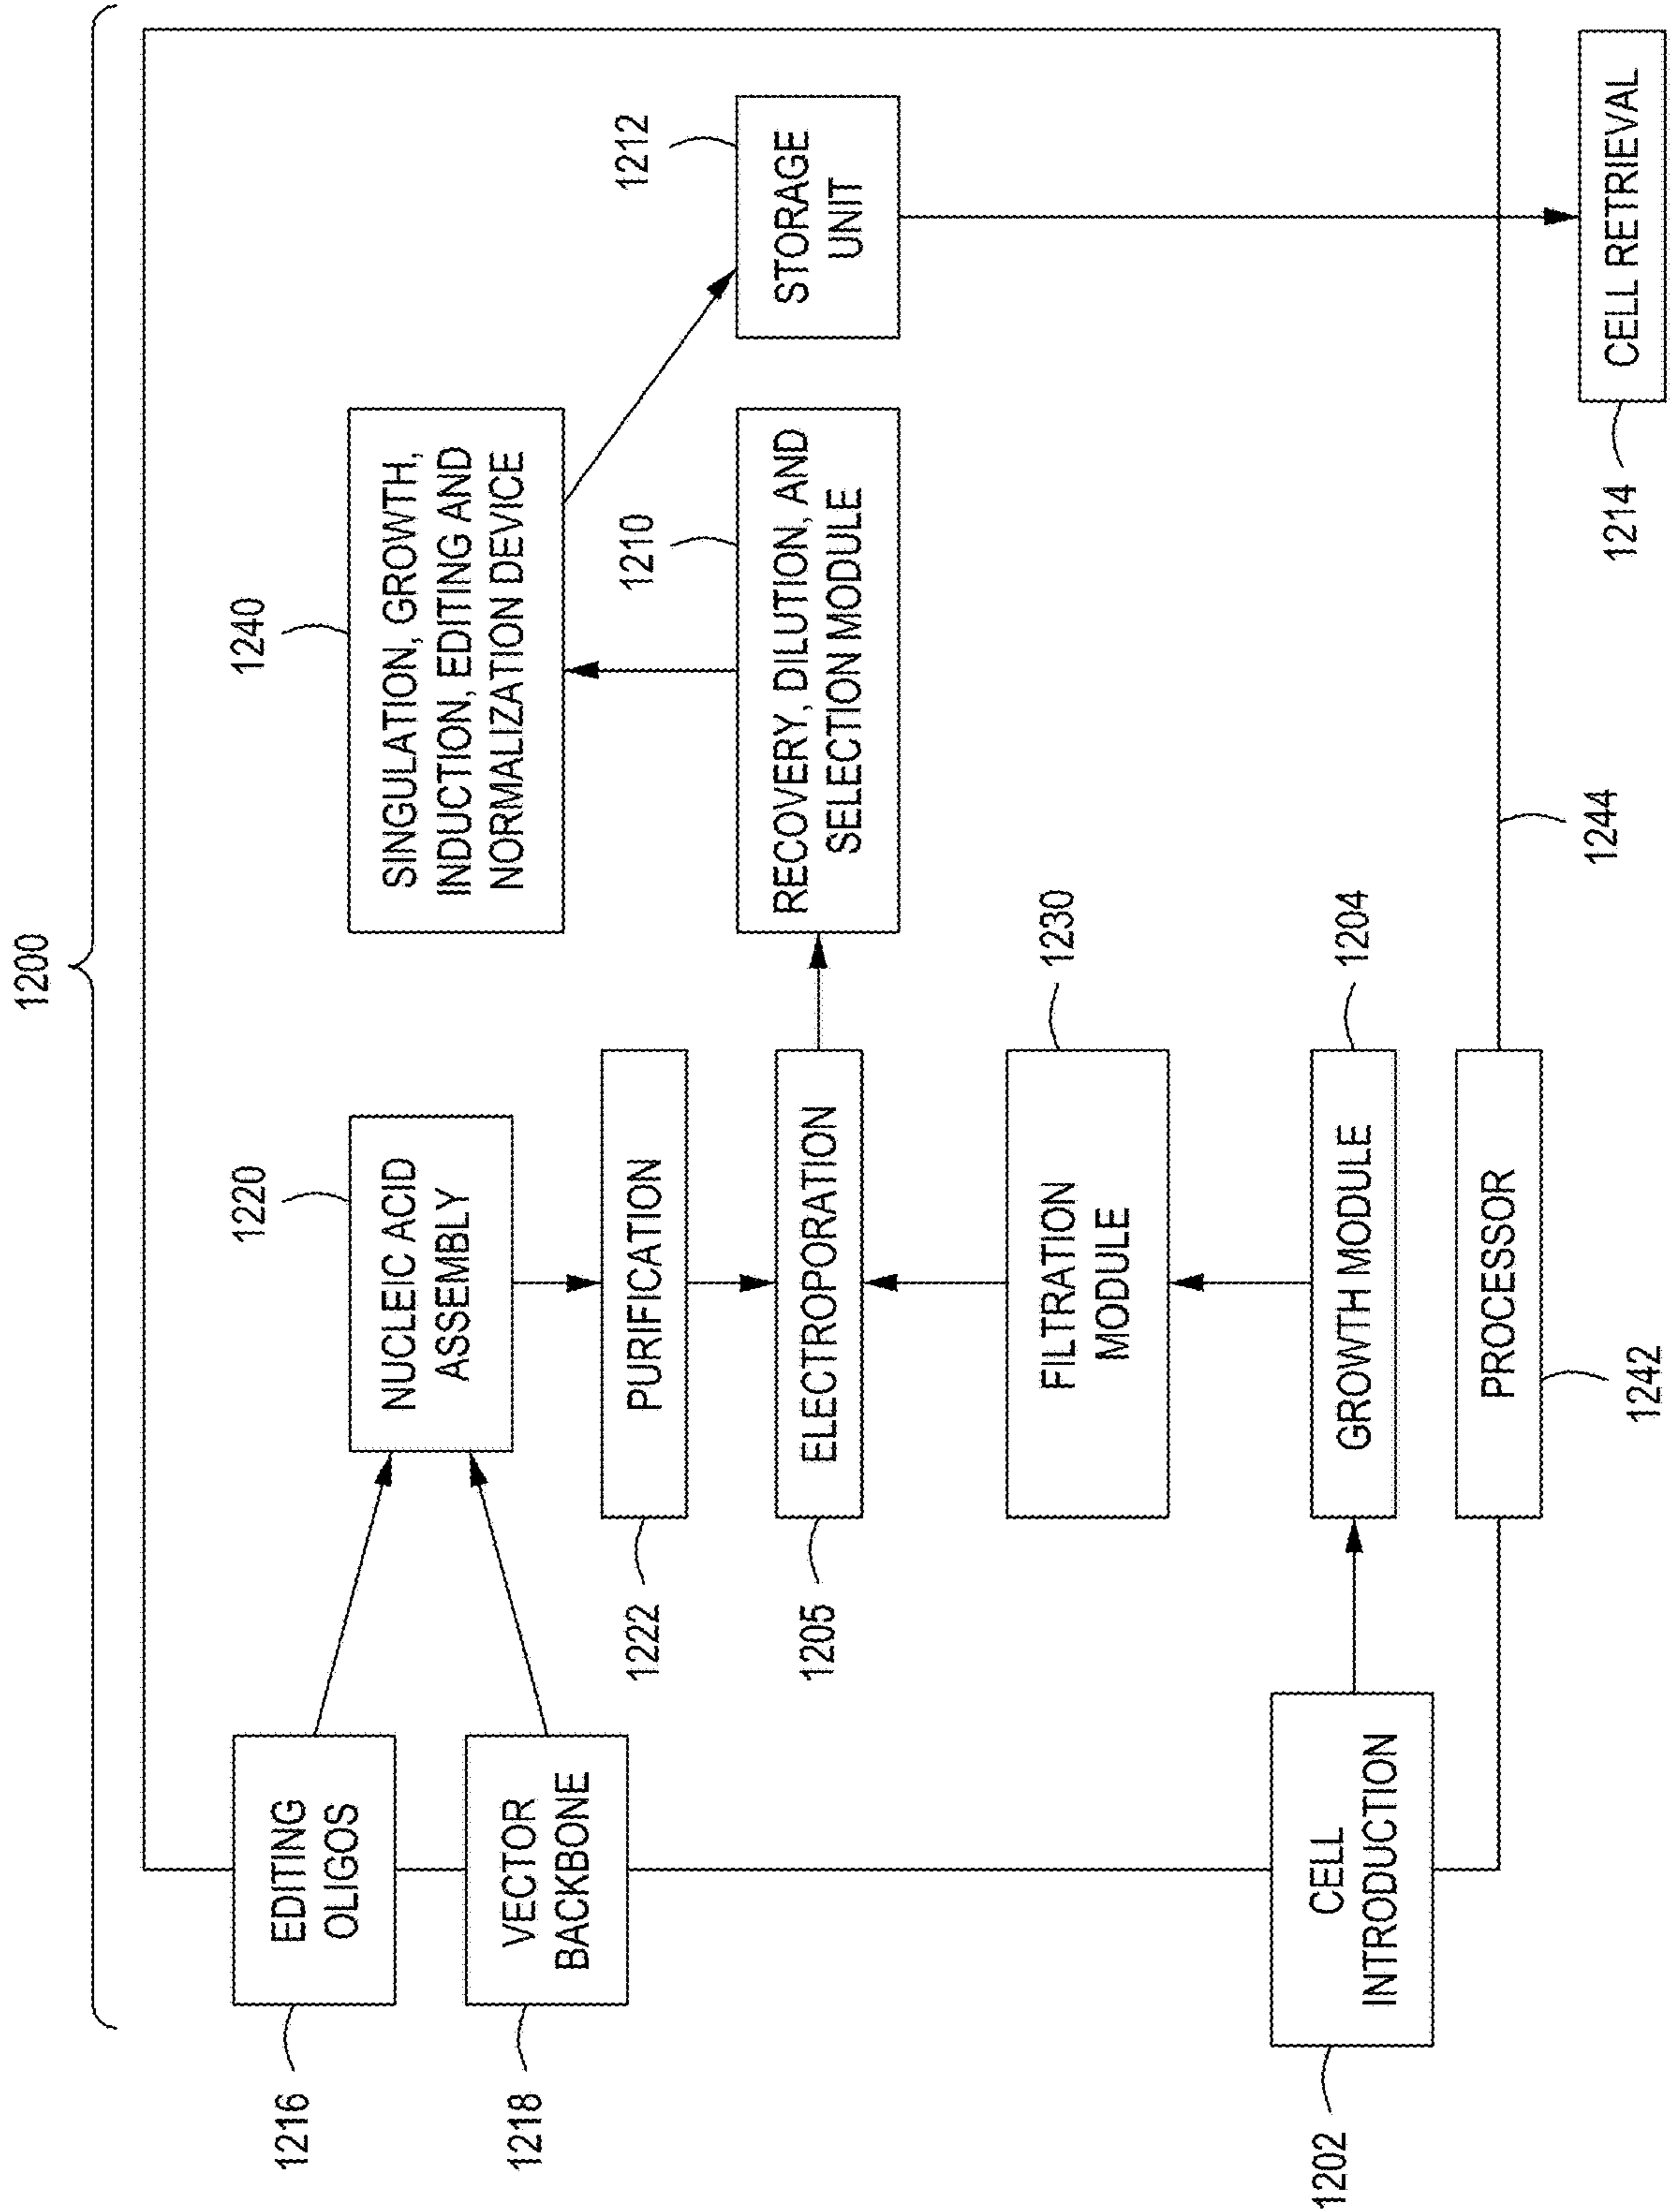 1200
1216
EDITING
OLIGOS
1218
VECTOR
BACKBONE
1202
CELL
INTRODUCTION
1220
NUCLEIC ACID
ASSEMBLY
1222
PURIFICATION
1205
ELECTROPORATION
FILTRATION
MODULE
1230
GROWTH MODULE
1204
PROCESSOR
1242
1244
1240
SINGULATION, GROWTH,
INDUCTION, EDITING AND
NORMALIZATION DEVICE
1210
RECOVERY, DILUTION, AND
SELECTION MODULE
1212
STORAGE
UNIT
1214
CELL RETRIEVAL